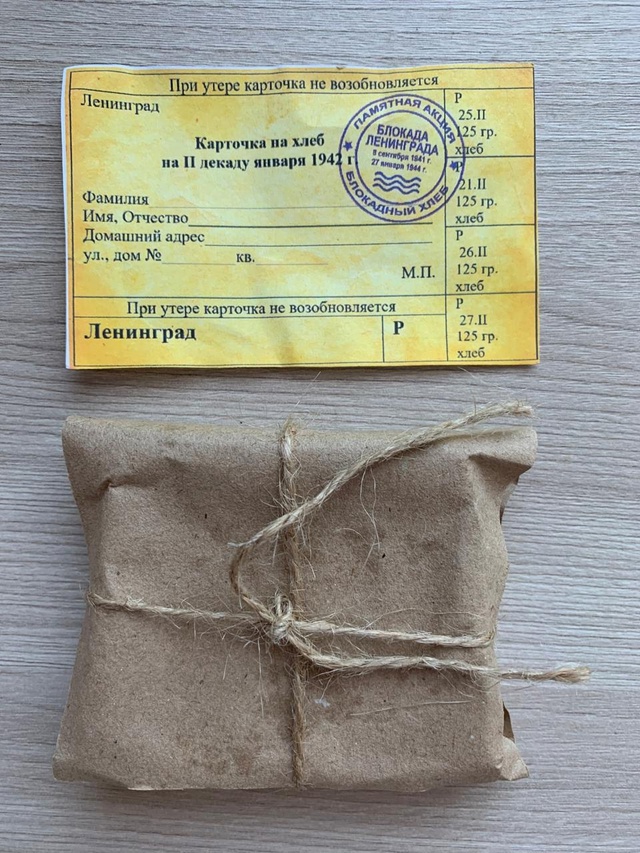 При утере карточка не возобновляется
Ленинград
Карточка на хлеб
на II декаду января 1942 г
Фамилия
Имя, Отчество
Домашний адрес
ул., дом № кв.
М.П.
При утере карточка не возобновляется
Ленинград
Р
Р
25.II
125 гр.
хлеб
Р
21.II
125 гр.
хлеб
Р
26.II
125 гр.
хлеб
Р
27.II
125 гр.
хлеб
ПАМЯТНАЯ АКЦИЯ
БЛОКАДА
ЛЕНИНГРАДА
8 сентября 1941 г.
27 января 1944 г.
БЛОКАДНЫЙ ХЛЕБ